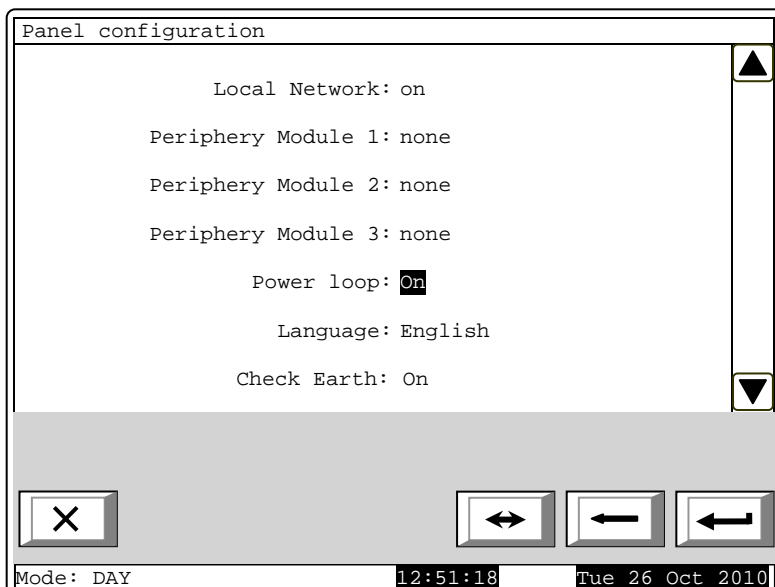 Panel configuration
Local Network: on
Periphery Module 1: none
Periphery Module 2: none
Periphery Module 3: none
Power loop: On
Language: English
Check Earth: On
Mode: DAY 12:51:18 Tue 26 Oct 2010